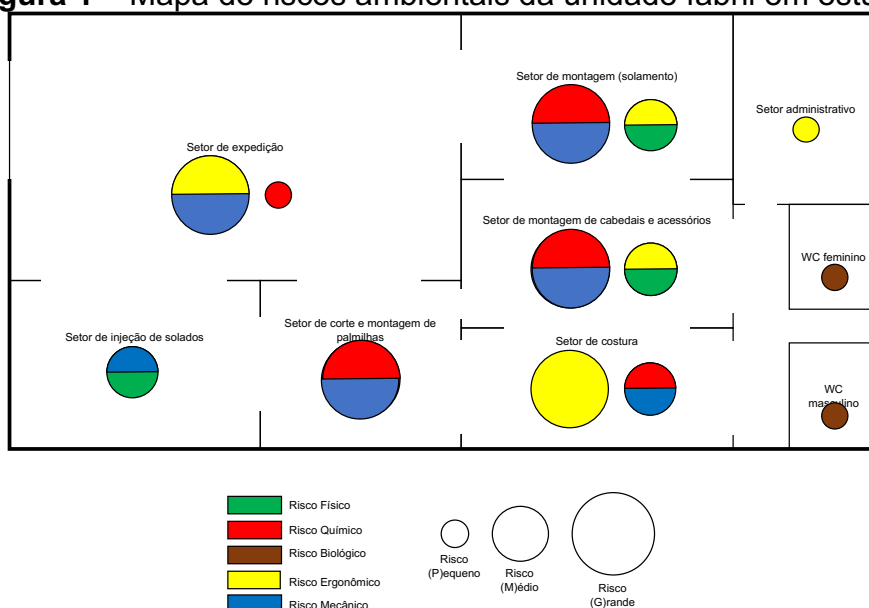 gura 1 – Mapa de riscos ambientais da unidade fabril em estu
Setor de montagem (solamento)
Setor administrativo
Setor de expedição
Setor de montagem de cabedais e acessórios
WC feminino
Setor de injeção de solados
Setor de corte e montagem de
palmilhas
Setor de costura
WC
masculino
Risco Físico
Risco Químico
Risco Biológico
Risco Ergonômico
Risco Mecânico
Risco
(P)equeno
Risco
(M)édio
Risco
(G)rande